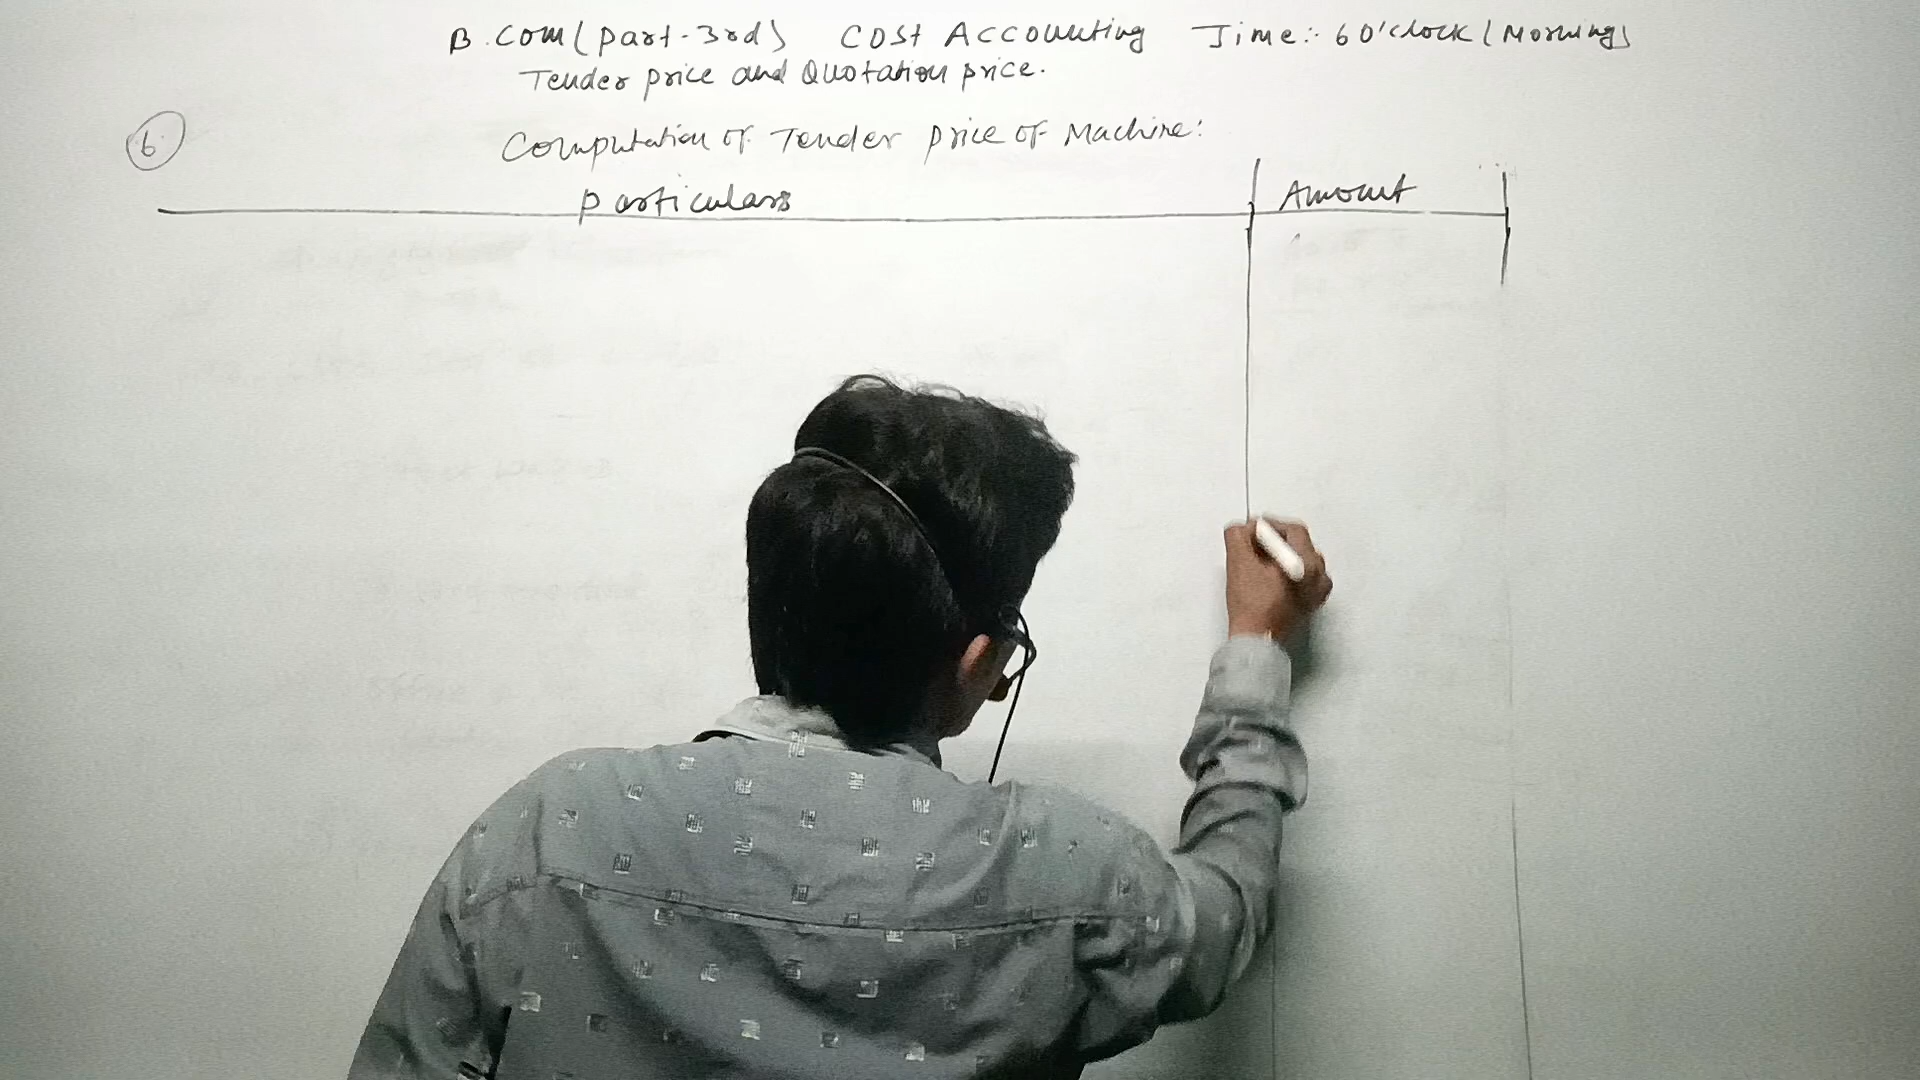 B.Com(Part-3rd) Cost Accounting Time:- 6 O'clock (Morning)
Tender price and Quotation price.
6
Computation of Tender Price of Machine:
Particulars Amount